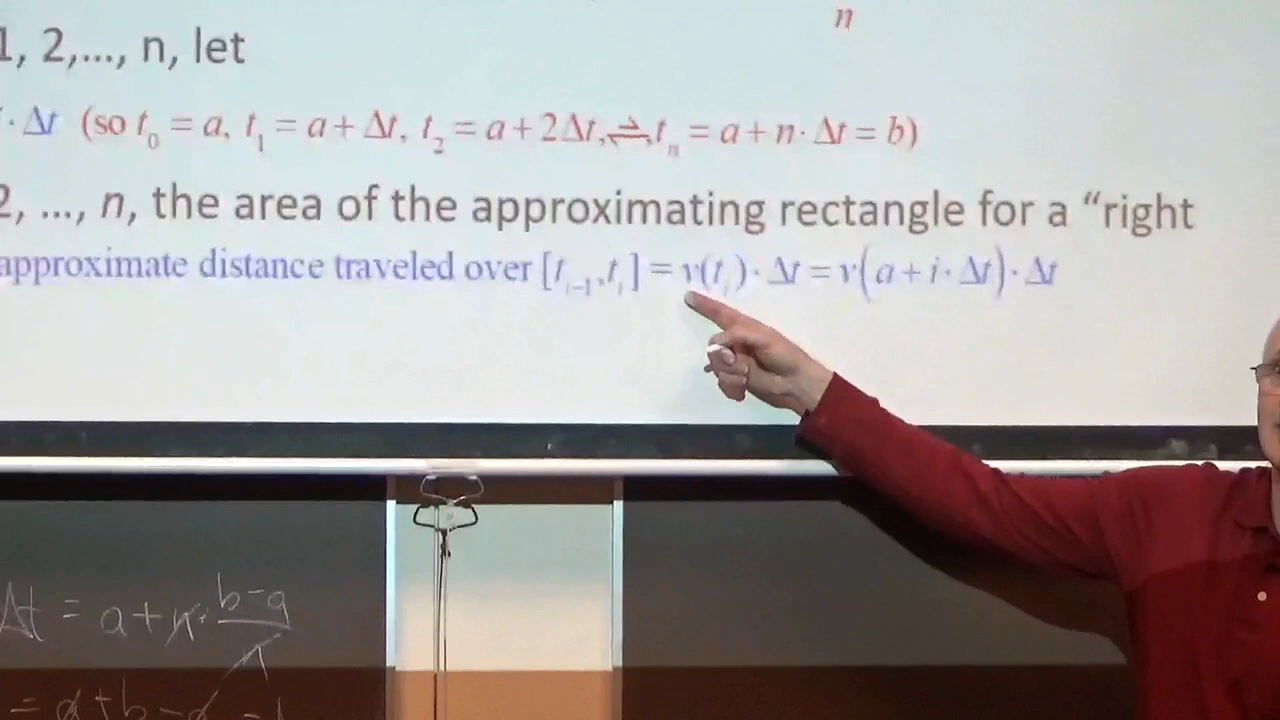 n
1, 2,..., n, let
· Δt (so t₀ = a, t₁ = a + Δt, t₂ = a + 2Δt,⇌,tₙ = a + n · Δt = b)
2, ..., n, the area of the approximating rectangle for a “right
approximate distance traveled over [tᵢ₋₁,tᵢ] = v(tᵢ) · Δt = v(a + i · Δt) · Δt
Δt = a + n · b-a/n
= a + b - a =